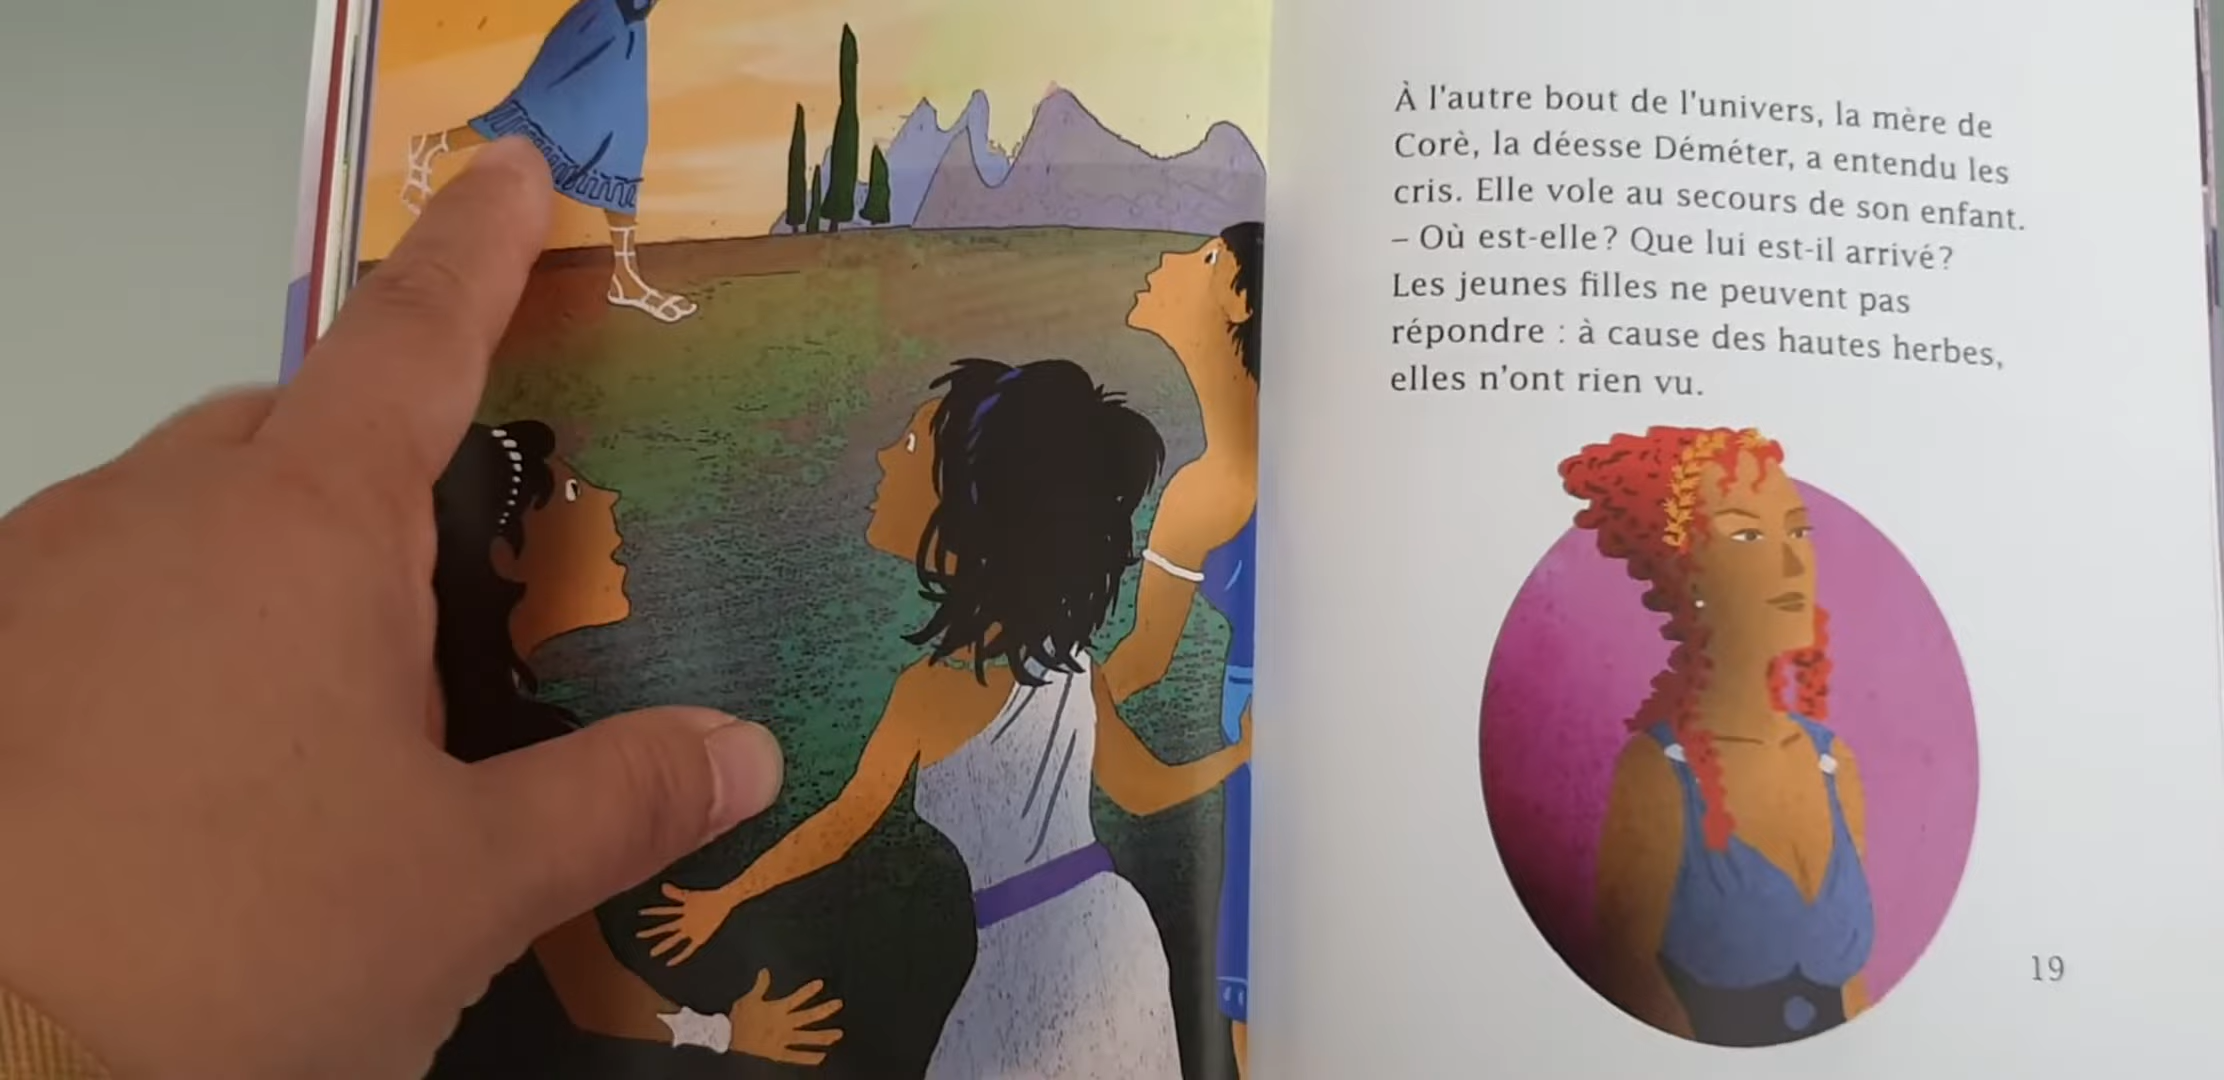 À l'autre bout de l'univers, la mère de
Corè, la déesse Déméter, a entendu les
cris. Elle vole au secours de son enfant.
– Où est-elle ? Que lui est-il arrivé ?
Les jeunes filles ne peuvent pas
répondre : à cause des hautes herbes,
elles n'ont rien vu.
19